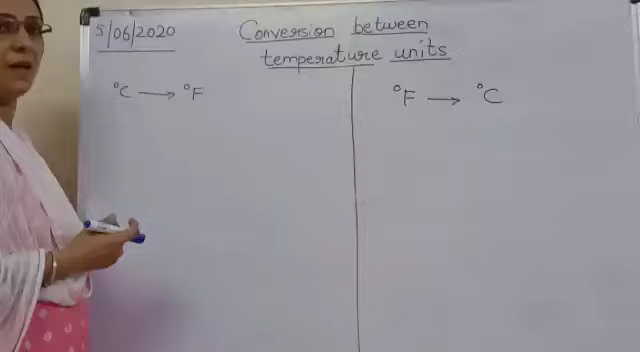 5/06/2020
Conversion between
temperature units
°C → °F
°F → °C